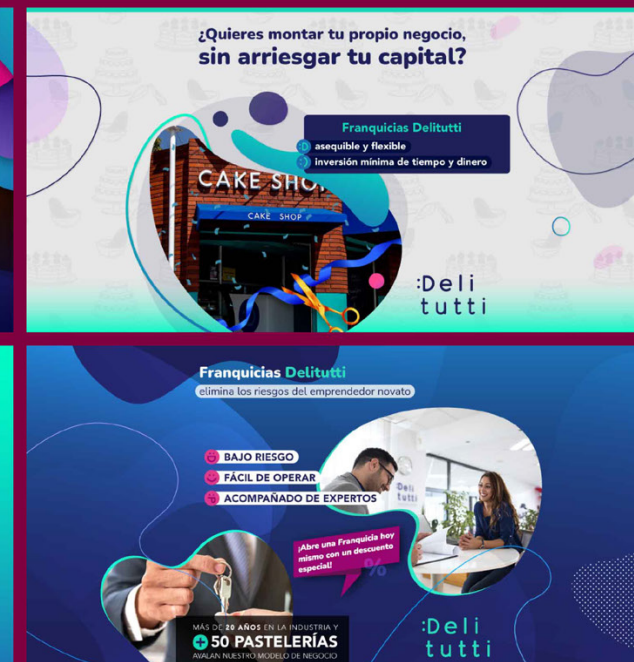 ¿Quieres montar tu propio negocio,
sin arriesgar tu capital?
Franquicias Delitutti
asequible y flexible
inversión mínima de tiempo y dinero
CAKE SHO
CAKE SHOP
:Deli
tutti
Franquicias Delitutti
elimina los riesgos del emprendedor novato
BAJO RIESGO
FÁCIL DE OPERAR
ACOMPAÑADO DE EXPERTOS
Deli
tutti
¡Abre una Franquicia hoy
mismo con un descuento
especial!
%
MÁS DE 20 AÑOS EN LA INDUSTRIA Y
+50 PASTELERÍAS
AVALAN NUESTRO MODELO DE NEGOCIO
:Deli
tutti